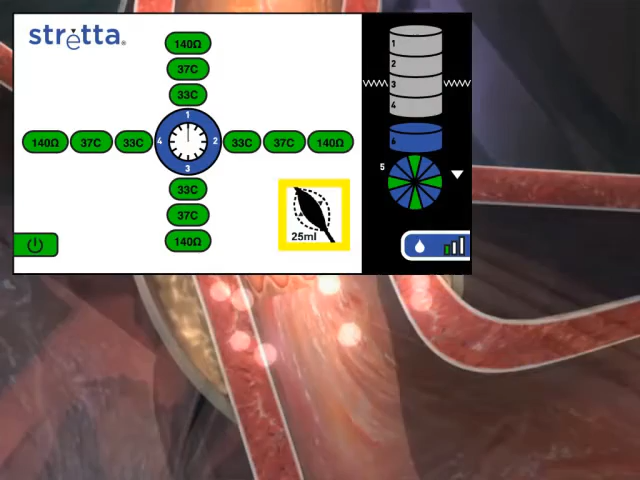 strëtta®
140Ω
37C
33C
1
140Ω 37C 33C 4 2 33C 37C 140Ω
3
33C
37C
140Ω
25ml
1
2
3
4
6
5